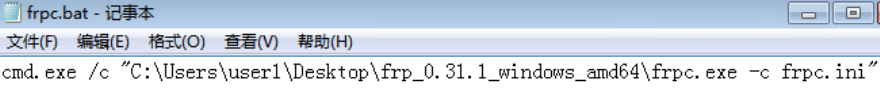 frpc.bat - 记事本
文件(F) 编辑(E) 格式(O) 查看(V) 帮助(H)
cmd.exe /c "C:\Users\user1\Desktop\frp_0.31.1_windows_amd64\frpc.exe -c frpc.ini"